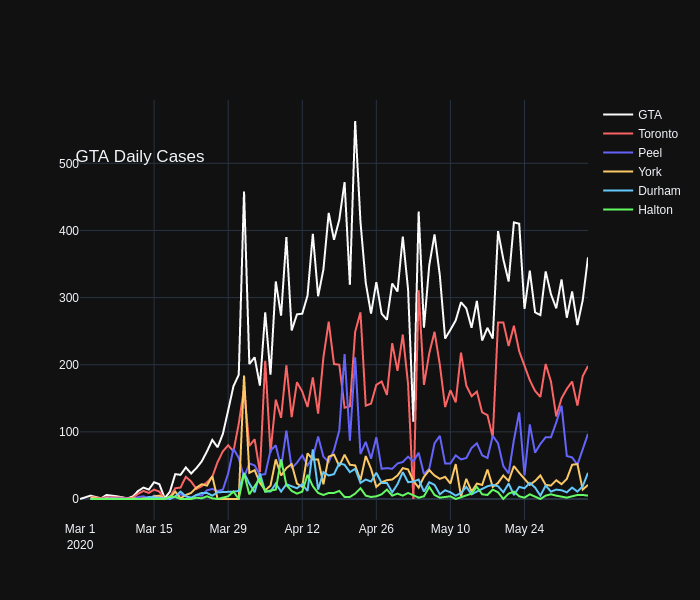 GTA Daily Cases
500
400
300
200
100
0
Mar 1
2020
Mar 15
Mar 29
Apr 12
Apr 26
May 10
May 24
GTA
Toronto
Peel
York
Durham
Halton